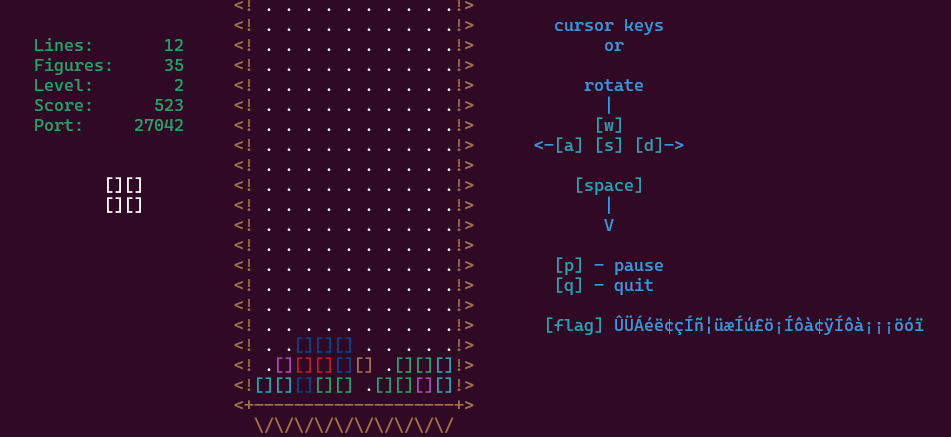 <! . . . . . . . . . .!>
<! . . . . . . . . . .!> cursor keys
Lines: 12 <! . . . . . . . . . .!> or
Figures: 35 <! . . . . . . . . . .!>
Level: 2 <! . . . . . . . . . .!> rotate
Score: 523 <! . . . . . . . . . .!> |
Port: 27042 <! . . . . . . . . . .!> [w]
<! . . . . . . . . . .!> <-[a] [s] [d]->
<! . . . . . . . . . .!>
[][] <! . . . . . . . . . .!> [space]
[][] <! . . . . . . . . . .!> |
<! . . . . . . . . . .!> V
<! . . . . . . . . . .!>
<! . . . . . . . . . .!> [p] - pause
<! . . . . . . . . . .!> [q] - quit
<! . . . . . . . . . .!>
<! . . . . . . . . . .!> [flag] ÛÜÁéë¢çÍñ¦üæÍú£ö¡Íôà¢ÿÍôà¡¡¡öóï
<! . .[][][] . . . . .!>
<! .[][][][][] .[][][]!>
<![][][][][] .[][][][]!>
<+--------------------+>
\/\/\/\/\/\/\/\/\/\/